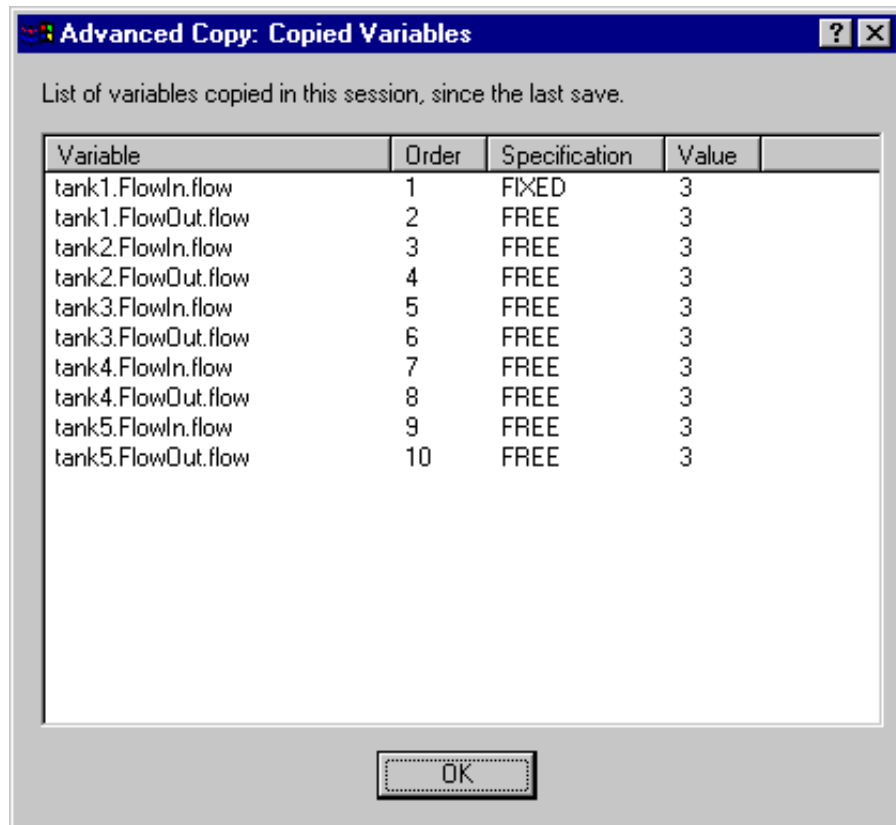 Advanced Copy: Copied Variables
List of variables copied in this session, since the last save.
Variable Order Specification Value
tank1.FlowIn.flow 1 FIXED 3
tank1.FlowOut.flow 2 FREE 3
tank2.FlowIn.flow 3 FREE 3
tank2.FlowOut.flow 4 FREE 3
tank3.FlowIn.flow 5 FREE 3
tank3.FlowOut.flow 6 FREE 3
tank4.FlowIn.flow 7 FREE 3
tank4.FlowOut.flow 8 FREE 3
tank5.FlowIn.flow 9 FREE 3
tank5.FlowOut.flow 10 FREE 3
OK